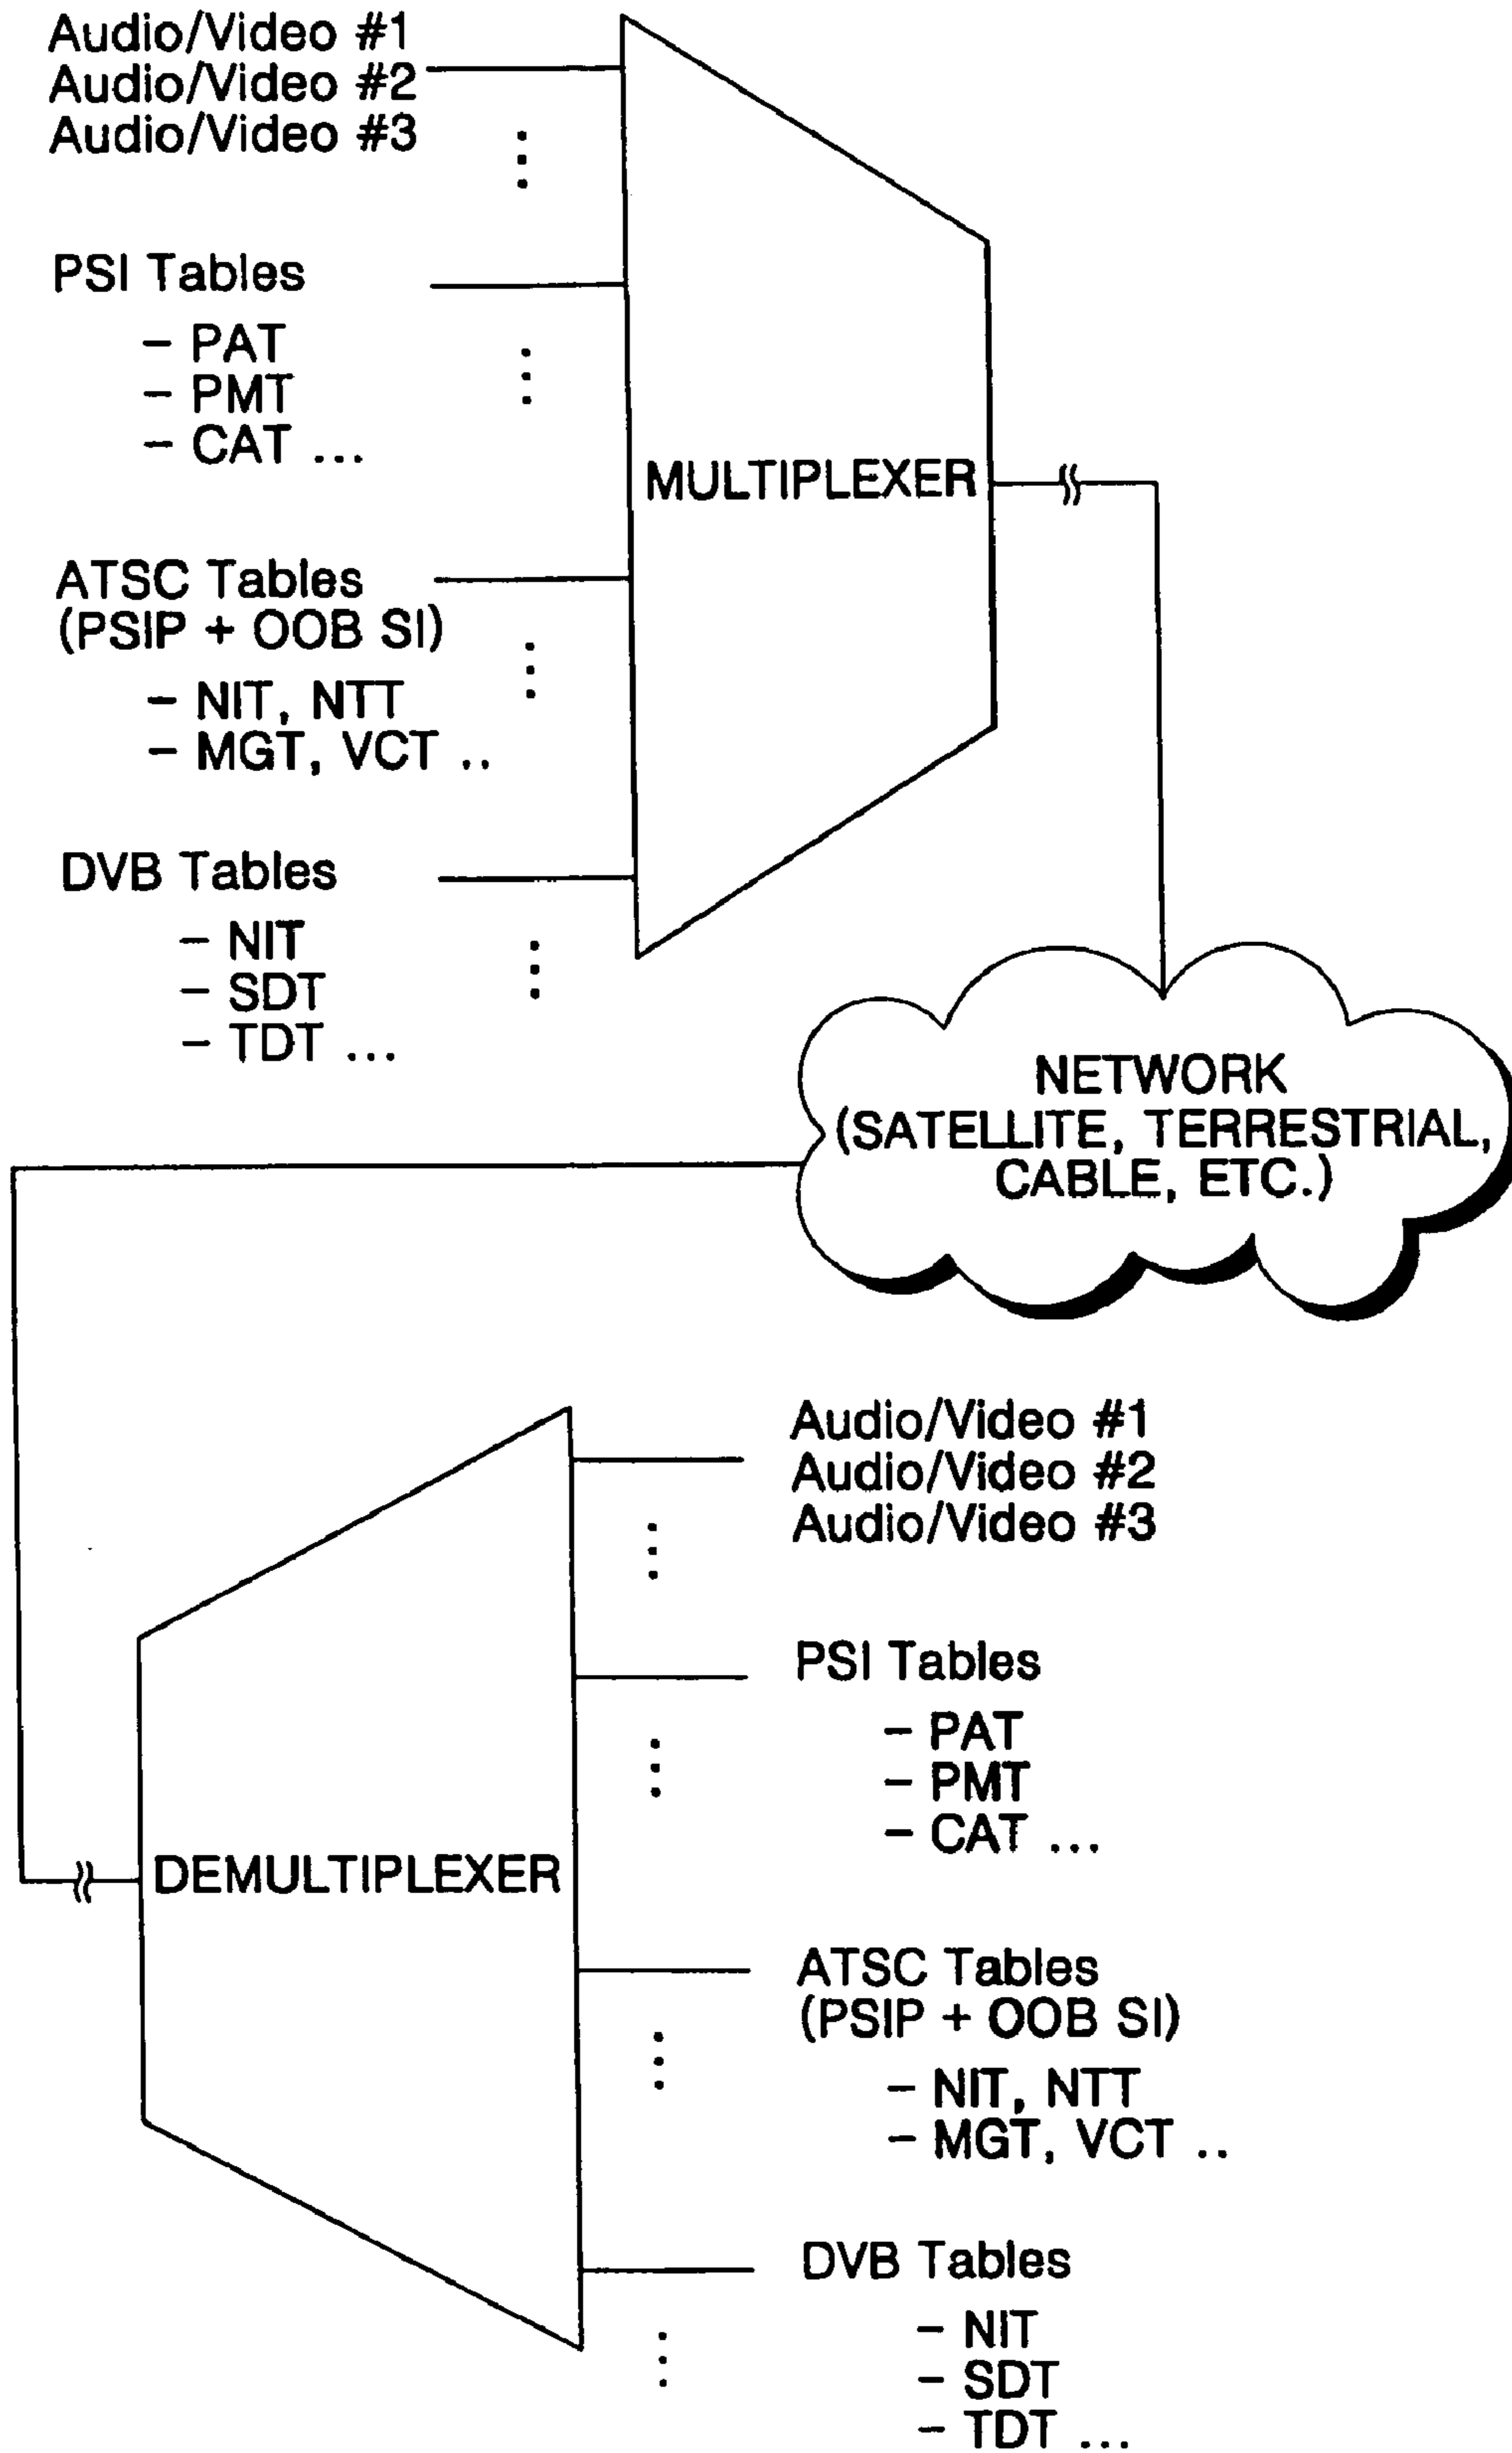 Audio/Video #1
Audio/Video #2
Audio/Video #3
PSI Tables
- PAT
- PMT
- CAT ...
MULTIPLEXER
ATSC Tables
(PSIP + OOB SI)
- NIT, NTT
- MGT, VCT ..
DVB Tables
- NIT
- SDT
- TDT ...
NETWORK
(SATELLITE, TERRESTRIAL,
CABLE, ETC.)
Audio/Video #1
Audio/Video #2
Audio/Video #3
PSI Tables
- PAT
- PMT
- CAT ...
DEMULTIPLEXER
ATSC Tables
(PSIP + OOB SI)
- NIT, NTT
- MGT, VCT ..
DVB Tables
- NIT
- SDT
- TDT ...